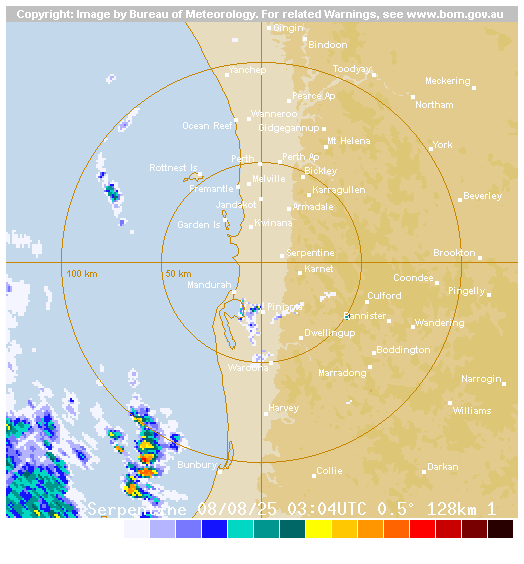 Copyright: Image by Bureau of Meteorology. For related Warnings, see www.bom.gov.au
Gingin
Bindoon
Yanchep
Toodyay
Meckering
Pearce Ap
Northam
Wanneroo
Ocean Reef
Gidgegannup
Mt Helena
York
Perth
Perth Ap
Rottnest Is
Bickley
Melville
Fremantle
Karragullen
Beverley
Jandakot
Armadale
Garden Is
Kwinana
Serpentine
Brookton
Karnet
100 km
50 km
Coondee
Mandurah
Pingelly
Cufford
Pinjarra
Bannister
Wandering
Dwellingup
Boddington
Waroona
Marradong
Narrogin
Harvey
Williams
Bunbury
Collie
Darkan
Serpentine 08/08/25 03:04UTC 0.5° 128km 1